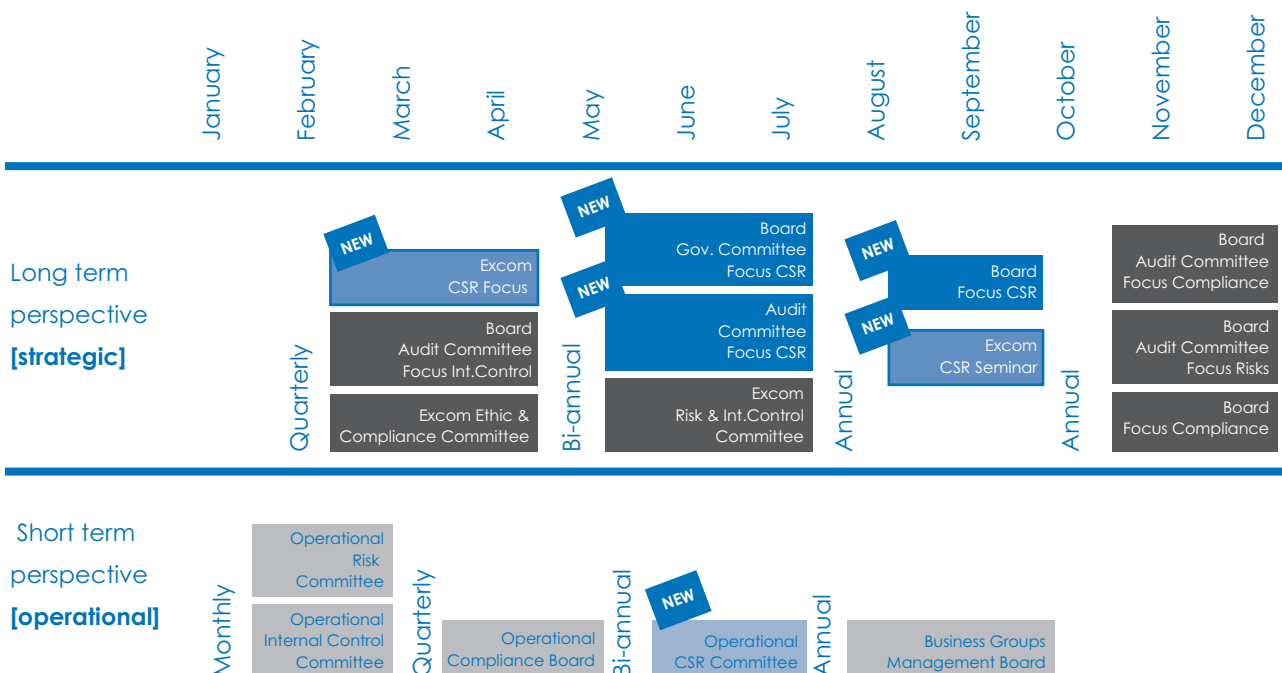 January
February
March
April
May
June
July
August
September
October
November
December
Long term
perspective
[strategic]
Quarterly
NEW
Excom
CSR Focus
Board
Audit Committee
Focus Int.Control
Excom Ethic &
Compliance Committee
Bi-annual
NEW
Board
Gov. Committee
Focus CSR
NEW
Audit
Committee
Focus CSR
Excom
Risk & Int.Control
Committee
Annual
NEW
Board
Focus CSR
NEW
Excom
CSR Seminar
Annual
Board
Audit Committee
Focus Compliance
Board
Audit Committee
Focus Risks
Board
Focus Compliance
Short term
perspective
[operational]
Monthly
Operational
Risk
Committee
Operational
Internal Control
Committee
Quarterly
Operational
Compliance Board
Bi-annual
NEW
Operational
CSR Committee
Annual
Business Groups
Management Board